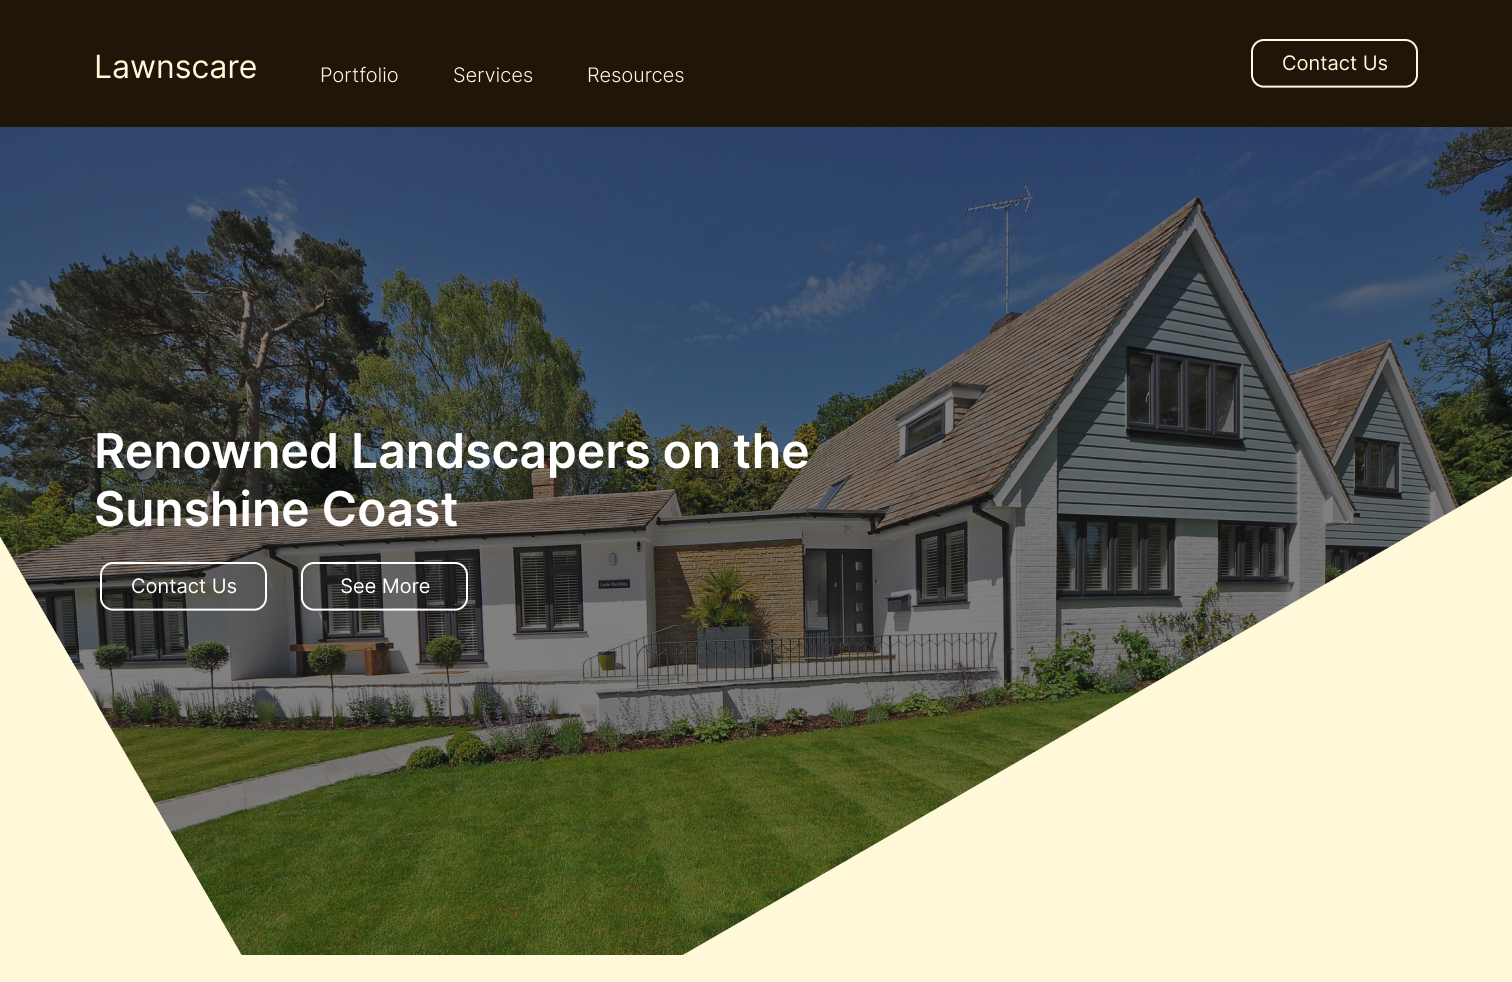 Lawnscare
Portfolio
Services
Resources
Contact Us
Renowned Landscapers on the
Sunshine Coast
Contact Us
See More